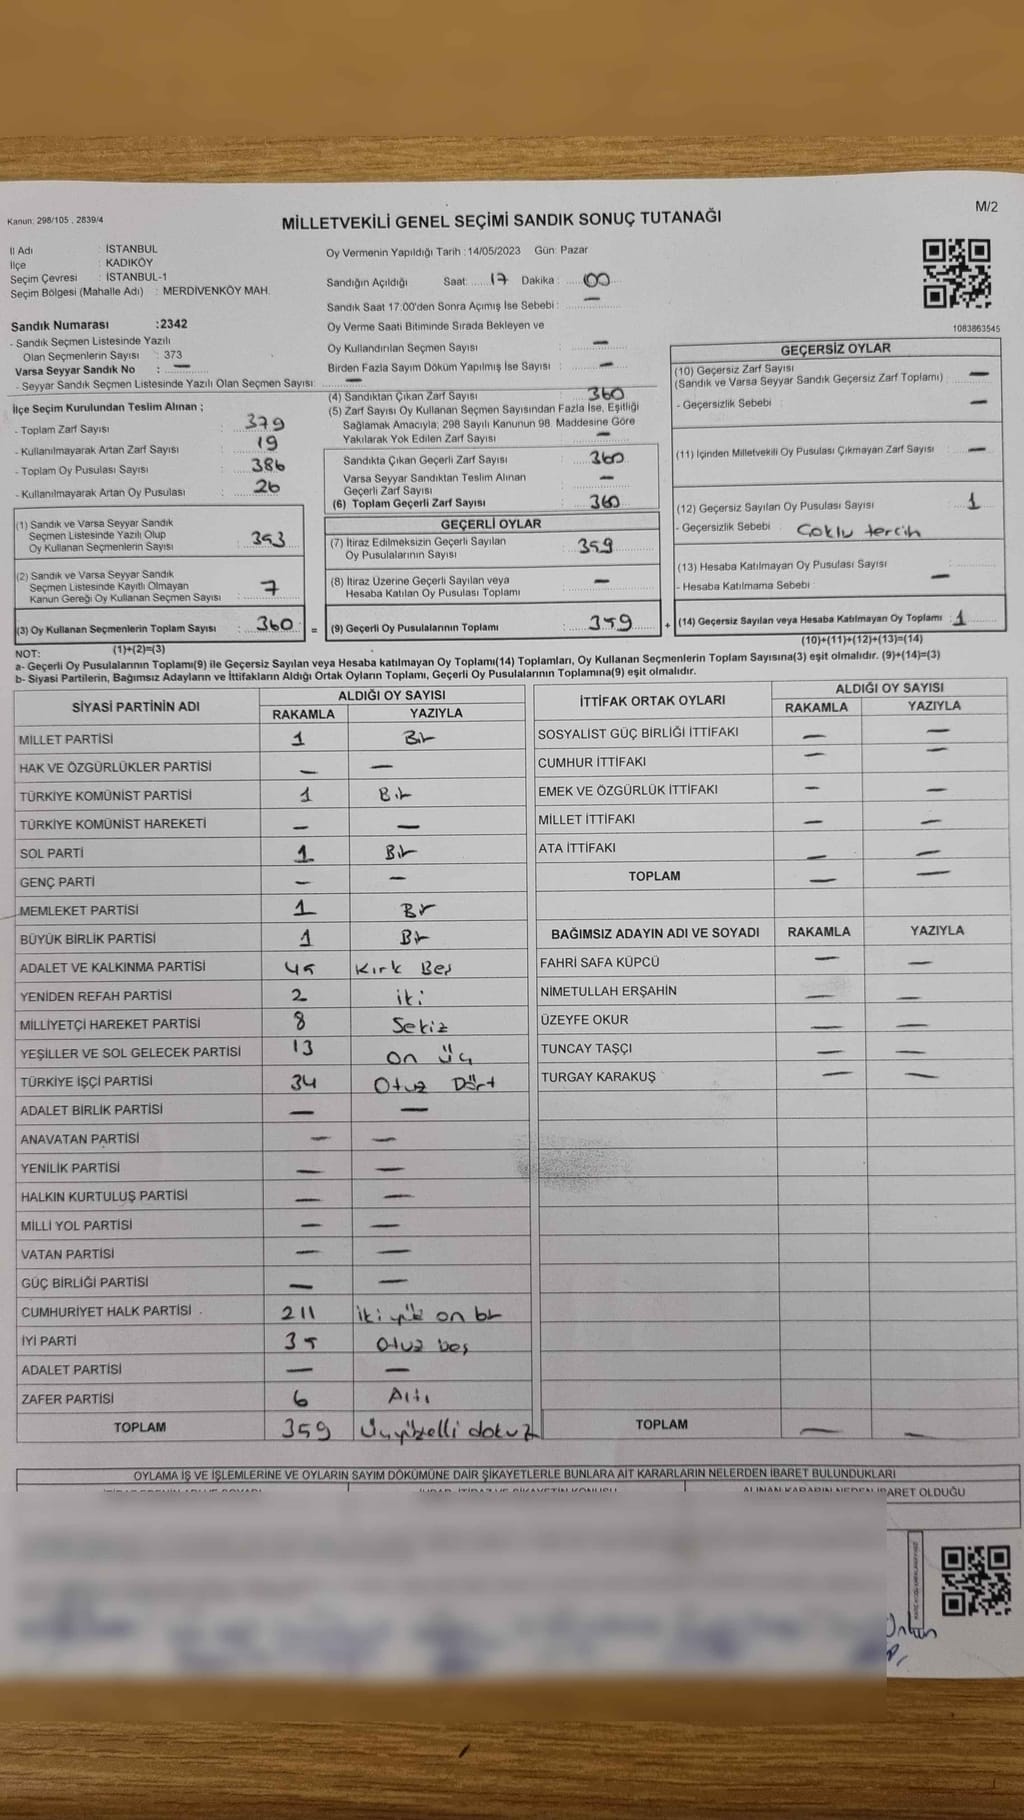 Kanun: 298/105 , 2839/4
MİLLETVEKİLİ GENEL SEÇİMİ SANDIK SONUÇ TUTANAĞI
M/2
İl Adı : İSTANBUL
İlçe : KADIKÖY
Seçim Çevresi : İSTANBUL-1
Seçim Bölgesi (Mahalle Adı) : MERDİVENKÖY MAH.
Sandık Numarası :2342
- Sandık Seçmen Listesinde Yazılı
Olan Seçmenlerin Sayısı : 373
Varsa Seyyar Sandık No : —
- Seyyar Sandık Seçmen Listesinde Yazılı Olan Seçmen Sayısı: —
Oy Vermenin Yapıldığı Tarih : 14/05/2023 Gün: Pazar
Sandığın Açıldığı Saat: 17 Dakika : 00
Sandık Saat 17:00'den Sonra Açımış İse Sebebi : —
Oy Verme Saati Bitiminde Sırada Bekleyen ve
Oy Kullandırılan Seçmen Sayısı —
Birden Fazla Sayım Döküm Yapılmış İse Sayısı : —
1083863545
İlçe Seçim Kurulundan Teslim Alınan ;
- Toplam Zarf Sayısı : 379
- Kullanılmayarak Artan Zarf Sayısı : 19
- Toplam Oy Pusulası Sayısı : 386
- Kullanılmayarak Artan Oy Pusulası : 26
(1) Sandık ve Varsa Seyyar Sandık
Seçmen Listesinde Yazılı Olup
Oy Kullanan Seçmenlerin Sayısı : 353
(2) Sandık ve Varsa Seyyar Sandık
Seçmen Listesinde Kayıtlı Olmayan
Kanun Gereği Oy Kullanan Seçmen Sayısı : 7
(3) Oy Kullanan Seçmenlerin Toplam Sayısı : 360 =
(1)+(2)=(3)
(4) Sandıktan Çıkan Zarf Sayısı : 360
(5) Zarf Sayısı Oy Kullanan Seçmen Sayısından Fazla İse, Eşitliği
Sağlamak Amacıyla; 298 Sayılı Kanunun 98. Maddesine Göre
Yakılarak Yok Edilen Zarf Sayısı : —
Sandıkta Çıkan Geçerli Zarf Sayısı : 360
Varsa Seyyar Sandıktan Teslim Alınan
Geçerli Zarf Sayısı : —
(6) Toplam Geçerli Zarf Sayısı : 360
GEÇERLİ OYLAR
(7) İtiraz Edilmeksizin Geçerli Sayılan
Oy Pusulalarının Sayısı : 359
(8) İtiraz Üzerine Geçerli Sayılan veya
Hesaba Katılan Oy Pusulası Toplamı : —
(9) Geçerli Oy Pusulalarının Toplamı : 359 +
GEÇERSİZ OYLAR
(10) Geçersiz Zarf Sayısı
(Sandık ve Varsa Seyyar Sandık Geçersiz Zarf Toplamı) : —
- Geçersizlik Sebebi : —
(11) İçinden Milletvekili Oy Pusulası Çıkmayan Zarf Sayısı : —
(12) Geçersiz Sayılan Oy Pusulası Sayısı : 1
- Geçersizlik Sebebi : Çoklu tercih
(13) Hesaba Katılmayan Oy Pusulası Sayısı : —
- Hesaba Katılmama Sebebi :
(14) Geçersiz Sayılan veya Hesaba Katılmayan Oy Toplamı : 1
(10)+(11)+(12)+(13)=(14)
NOT:
a- Geçerli Oy Pusulalarının Toplamı(9) ile Geçersiz Sayılan veya Hesaba katılmayan Oy Toplamı(14) Toplamları, Oy Kullanan Seçmenlerin Toplam Sayısına(3) eşit olmalıdır. (9)+(14)=(3)
b- Siyasi Partilerin, Bağımsız Adayların ve İttifakların Aldığı Ortak Oyların Toplamı, Geçerli Oy Pusulalarının Toplamına(9) eşit olmalıdır.
SİYASİ PARTİNİN ADI ALDIĞI OY SAYISI
RAKAMLA YAZIYLA
MİLLET PARTİSİ 1 Bir
HAK VE ÖZGÜRLÜKLER PARTİSİ — —
TÜRKİYE KOMÜNİST PARTİSİ 1 Bir
TÜRKİYE KOMÜNİST HAREKETİ — —
SOL PARTİ 1 Bir
GENÇ PARTİ — —
MEMLEKET PARTİSİ 1 Bir
BÜYÜK BİRLİK PARTİSİ 1 Bir
ADALET VE KALKINMA PARTİSİ 45 Kırk Beş
YENİDEN REFAH PARTİSİ 2 iki
MİLLİYETÇİ HAREKET PARTİSİ 8 Sekiz
YEŞİLLER VE SOL GELECEK PARTİSİ 13 on üç
TÜRKİYE İŞÇİ PARTİSİ 34 Otuz Dört
ADALET BİRLİK PARTİSİ — —
ANAVATAN PARTİSİ — —
YENİLİK PARTİSİ — —
HALKIN KURTULUŞ PARTİSİ — —
MİLLİ YOL PARTİSİ — —
VATAN PARTİSİ — —
GÜÇ BİRLİĞİ PARTİSİ — —
CUMHURİYET HALK PARTİSİ 211 iki yüz on bir
İYİ PARTİ 35 Otuz beş
ADALET PARTİSİ — —
ZAFER PARTİSİ 6 Altı
TOPLAM 359 Üçyüzelli dokuz
İTTİFAK ORTAK OYLARI ALDIĞI OY SAYISI
RAKAMLA YAZIYLA
SOSYALİST GÜÇ BİRLİĞİ İTTİFAKI — —
CUMHUR İTTİFAKI — —
EMEK VE ÖZGÜRLÜK İTTİFAKI — —
MİLLET İTTİFAKI — —
ATA İTTİFAKI — —
TOPLAM — —
BAĞIMSIZ ADAYIN ADI VE SOYADI RAKAMLA YAZIYLA
FAHRİ SAFA KÜPCÜ — —
NİMETULLAH ERŞAHİN — —
ÜZEYFE OKUR — —
TUNCAY TAŞÇI — —
TURGAY KARAKUŞ — —
TOPLAM — —
OYLAMA İŞ VE İŞLEMLERİNE VE OYLARIN SAYIM DÖKÜMÜNE DAİR ŞİKAYETLERLE BUNLARA AİT KARARLARIN NELERDEN İBARET BULUNDUKLARI
ALINAN KARARIN NEDEN İBARET OLDUĞU